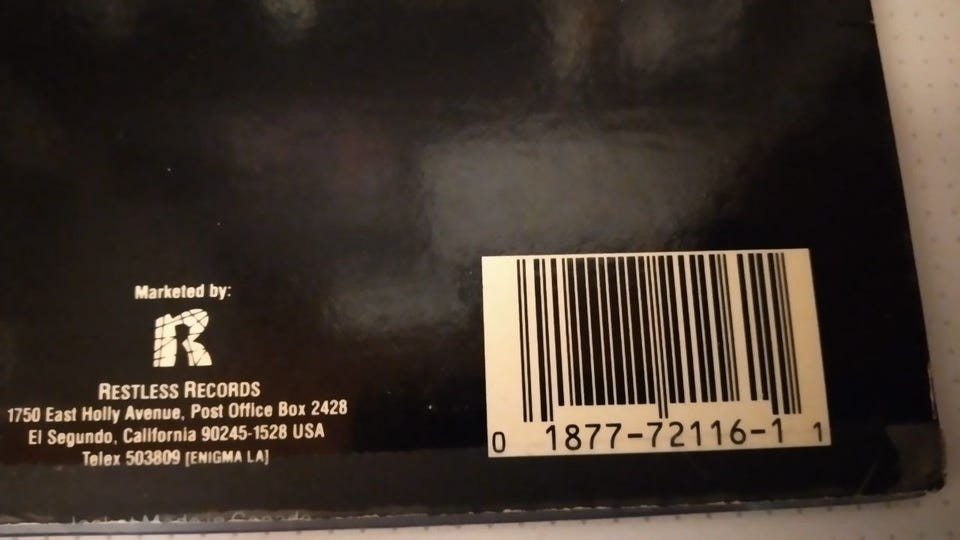 Marketed by:
R
RESTLESS RECORDS
1750 East Holly Avenue, Post Office Box 2428
El Segundo, California 90245-1528 USA
Telex 503809 [ENIGMA LA]
0 1877-72116-1 1